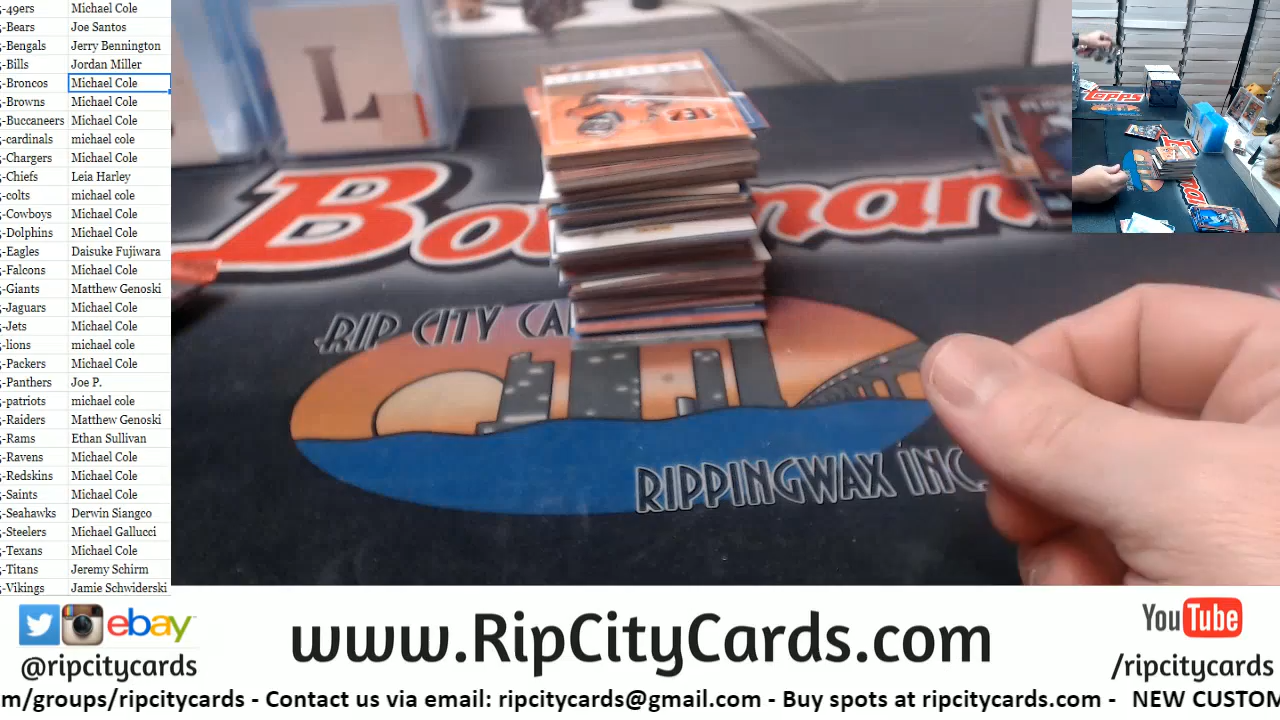 -49ers Michael Cole
-Bears Joe Santos
-Bengals Jerry Bennington
-Bills Jordan Miller
-Broncos Michael Cole
-Browns Michael Cole
-Buccaneers Michael Cole
-cardinals michael cole
-Chargers Michael Cole
-Chiefs Leia Harley
-colts michael cole
-Cowboys Michael Cole
-Dolphins Michael Cole
-Eagles Daisuke Fujiwara
-Falcons Michael Cole
-Giants Matthew Genoski
-Jaguars Michael Cole
-Jets Michael Cole
-lions michael cole
-Packers Michael Cole
-Panthers Joe P.
-patriots michael cole
-Raiders Matthew Genoski
-Rams Ethan Sullivan
-Ravens Michael Cole
-Redskins Michael Cole
-Saints Michael Cole
-Seahawks Derwin Siangco
-Steelers Michael Gallucci
-Texans Michael Cole
-Titans Jeremy Schirm
-Vikings Jamie Schwiderski
L
Bowman
RIP CITY CA
RIPPINGWAX INC.
Topps
ebay
@ripcitycards
www.RipCityCards.com
YouTube
/ripcitycards
m/groups/ripcitycards - Contact us via email: ripcitycards@gmail.com - Buy spots at ripcitycards.com - NEW CUSTOM